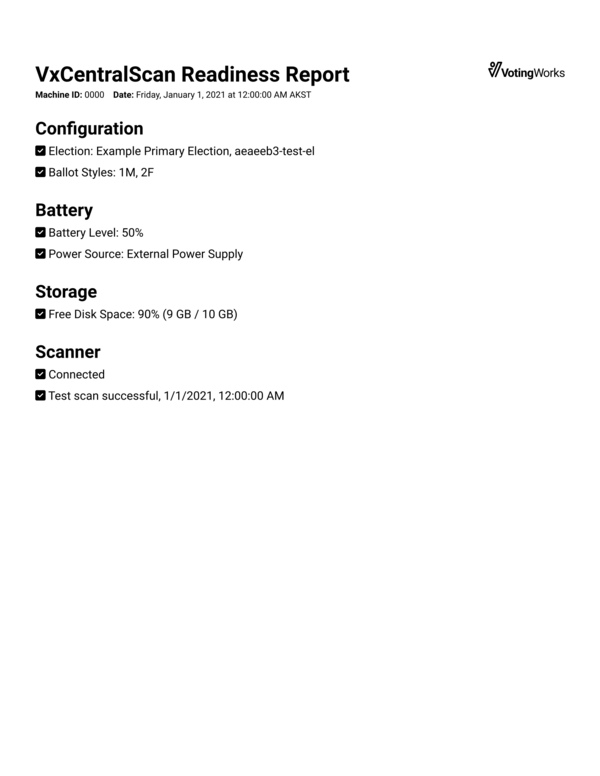 VxCentralScan Readiness Report
VotingWorks
Machine ID: 0000 Date: Friday, January 1, 2021 at 12:00:00 AM AKST
Configuration
Election: Example Primary Election, aeaeeb3-test-el
Ballot Styles: 1M, 2F
Battery
Battery Level: 50%
Power Source: External Power Supply
Storage
Free Disk Space: 90% (9 GB / 10 GB)
Scanner
Connected
Test scan successful, 1/1/2021, 12:00:00 AM